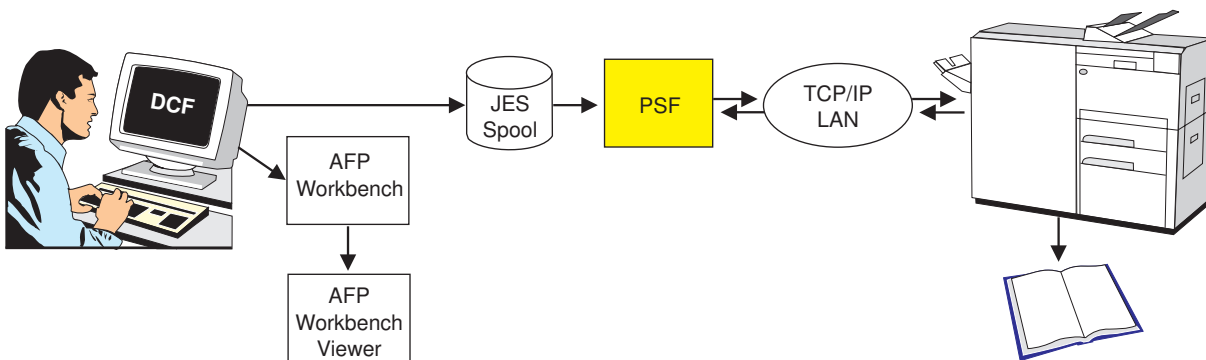 DCF
JES
Spool
PSF
TCP/IP
LAN
AFP
Workbench
AFP
Workbench
Viewer